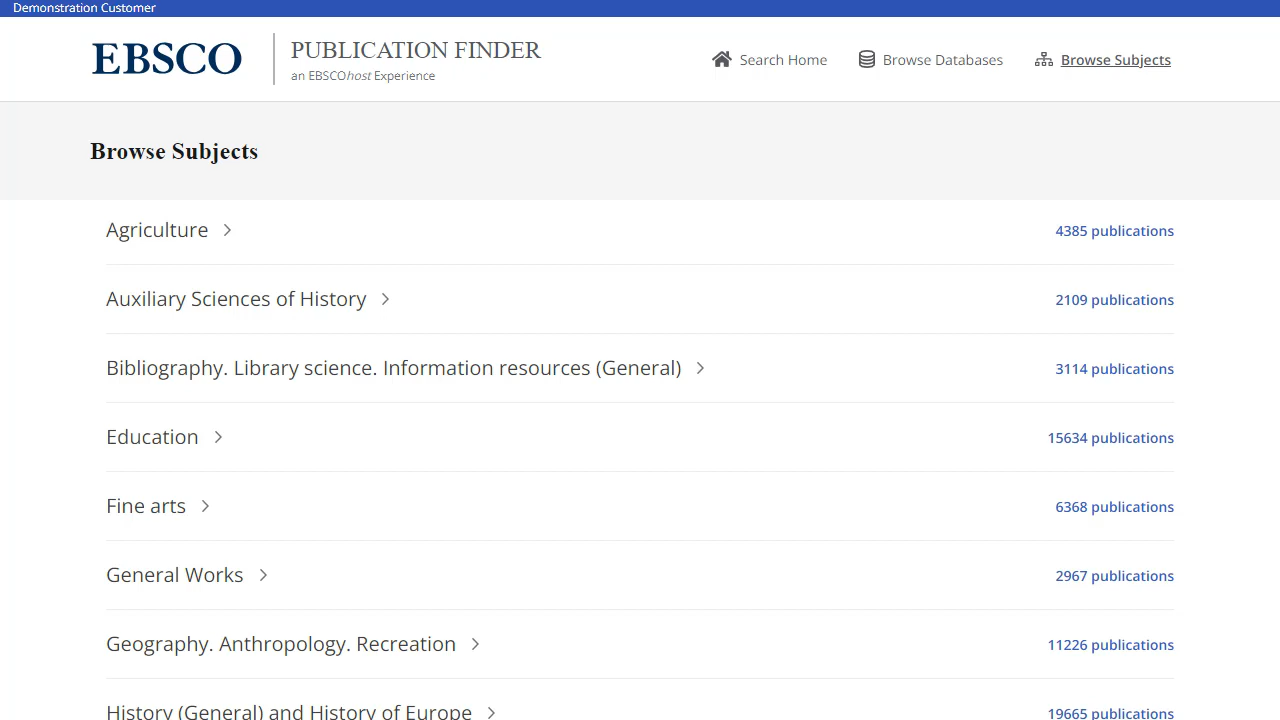 Demonstration Customer
EBSCO
PUBLICATION FINDER
an EBSCOhost Experience
Search Home
Browse Databases
Browse Subjects
Browse Subjects
Agriculture
4385 publications
Auxiliary Sciences of History
2109 publications
Bibliography. Library science. Information resources (General)
3114 publications
Education
15634 publications
Fine arts
6368 publications
General Works
2967 publications
Geography. Anthropology. Recreation
11226 publications
History (General) and History of Europe
19665 publications